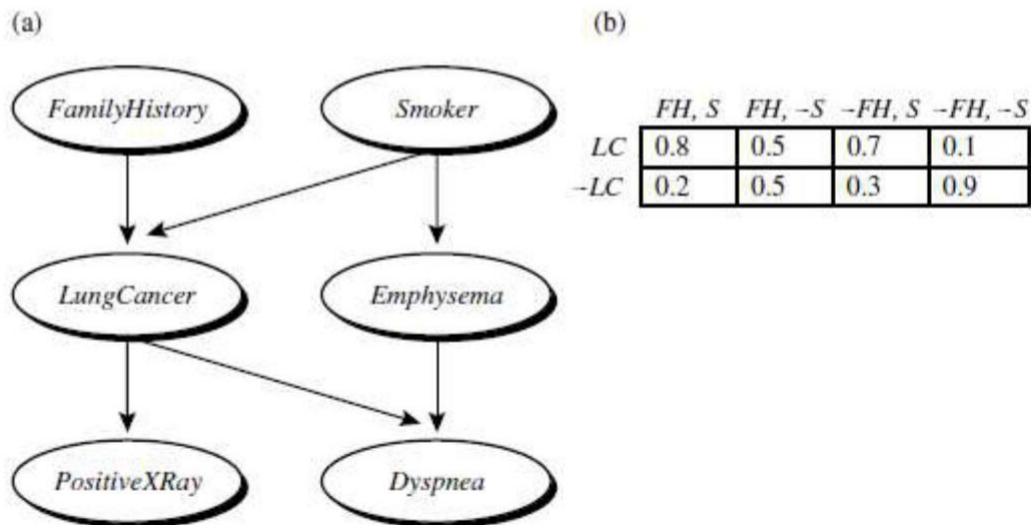 (a)
(b)
FamilyHistory
Smoker
FH, S FH, ~S ~FH, S ~FH, ~S
LC 0.8 0.5 0.7 0.1
~LC 0.2 0.5 0.3 0.9
LungCancer
Emphysema
PositiveXRay
Dyspnea